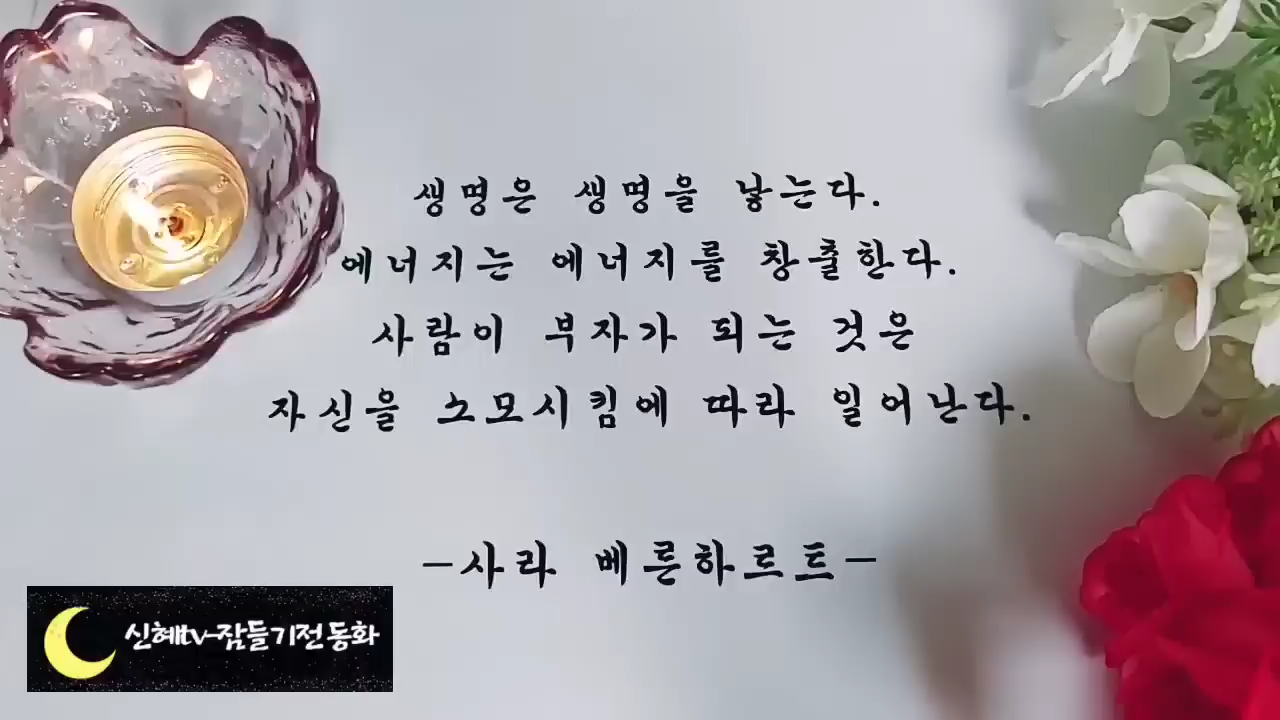 생명은 생명을 낳는다.
에너지는 에너지를 창출한다.
사람이 부자가 되는 것은
자신을 소모시킴에 따라 일어난다.
-사라 베른하르트-
신혜tv-잠들기전 동화